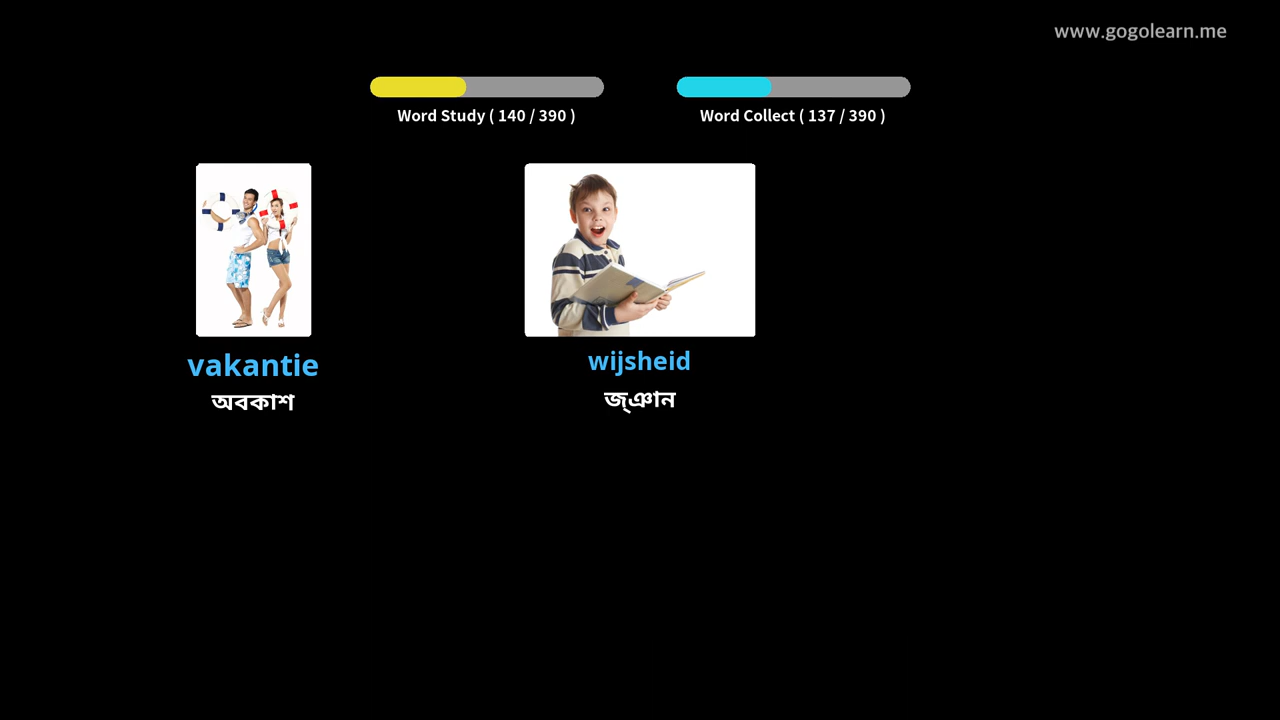 www.gogolearn.me
Word Study ( 140 / 390 )
Word Collect ( 137 / 390 )
vakantie
অবকাশ
wijsheid
জ্ঞান